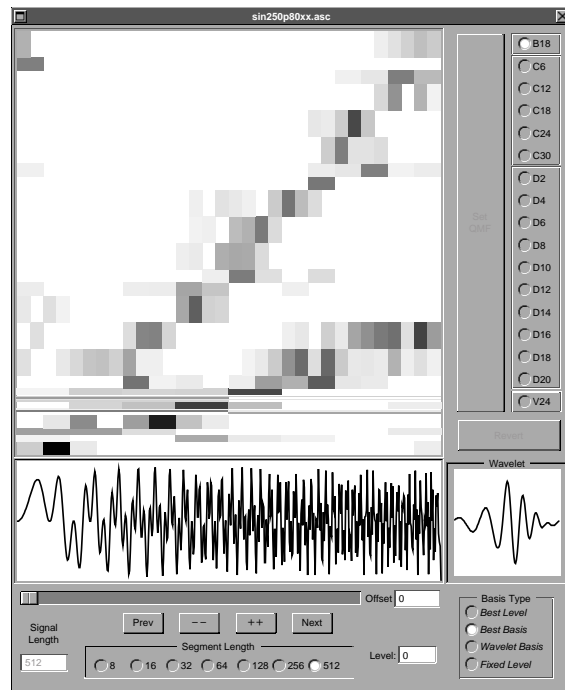 sin250p80xx.asc
B18
C6
C12
C18
C24
C30
D2
D4
D6
D8
D10
D12
D14
D16
D18
D20
V24
Set
QMF
Revert
Wavelet
Offset 0
Prev
--
++
Next
Signal
Length
512
Segment Length
8 16 32 64 128 256 512
Level: 0
Basis Type
Best Level
Best Basis
Wavelet Basis
Fixed Level